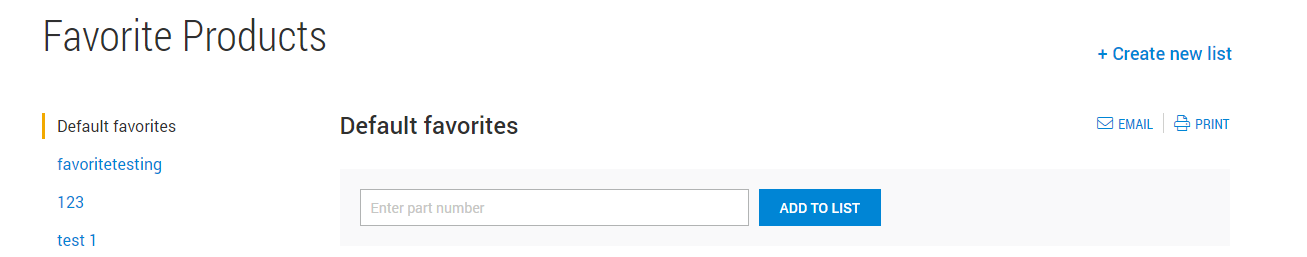 Favorite Products
+ Create new list
Default favorites
favoritetesting
123
test 1
Default favorites
EMAIL
PRINT
Enter part number
ADD TO LIST